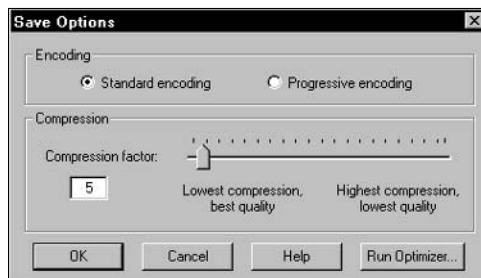 Save Options
Encoding
Standard encoding Progressive encoding
Compression
Compression factor:
5
Lowest compression, Highest compression,
best quality lowest quality
OK Cancel Help Run Optimizer...